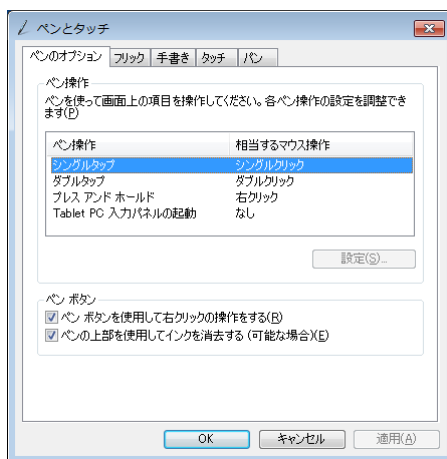 ペンとタッチ
ペンのオプション フリック 手書き タッチ パン
ペン操作
ペンを使って画面上の項目を操作してください。各ペン操作の設定を調整でき
ます(P)
ペン操作 相当するマウス操作
シングルタップ シングルクリック
ダブルタップ ダブルクリック
プレス アンド ホールド 右クリック
Tablet PC 入力パネルの起動 なし
設定(S)...
ペン ボタン
ペン ボタンを使用して右クリックの操作をする(R)
ペンの上部を使用してインクを消去する (可能な場合)(E)
OK キャンセル 適用(A)